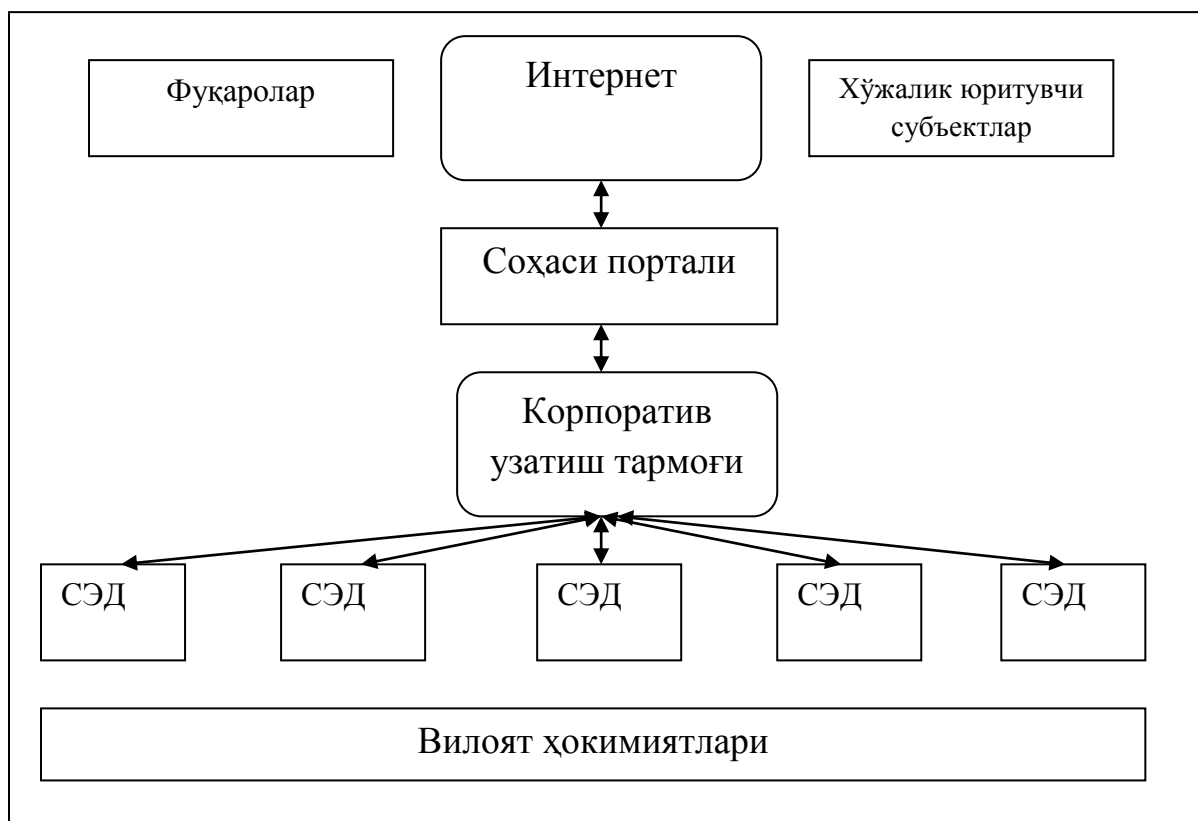 Фуқаролар
Интернет
Хўжалик юритувчи
субъектлар
Соҳаси портали
Корпоратив
узатиш тармоғи
СЭД
СЭД
СЭД
СЭД
СЭД
Вилоят ҳокимиятлари